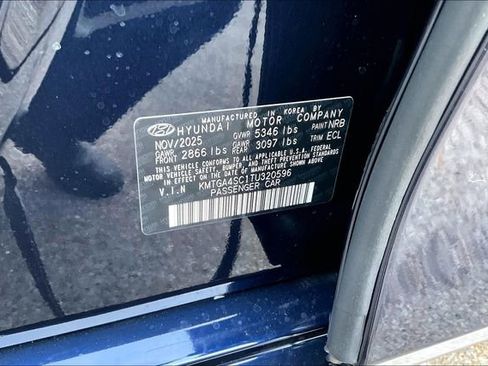 MANUFACTURED IN KOREA
HYUNDAI MOTOR COMPANY
NOV/2025 GVWR 5346 lbs PAINT NRB
GAWR FRONT 2866 lbs GAWR REAR 3097 lbs TRIM ECL
THIS VEHICLE CONFORMS TO ALL APPLICABLE U.S. FEDERAL
MOTOR VEHICLE SAFETY, BUMPER, AND THEFT PREVENTION
STANDARDS IN EFFECT ON THE DATE OF MANUFACTURE SHOWN ABOVE.
V.I.N KMTGA4SC1TU320596
PASSENGER CAR